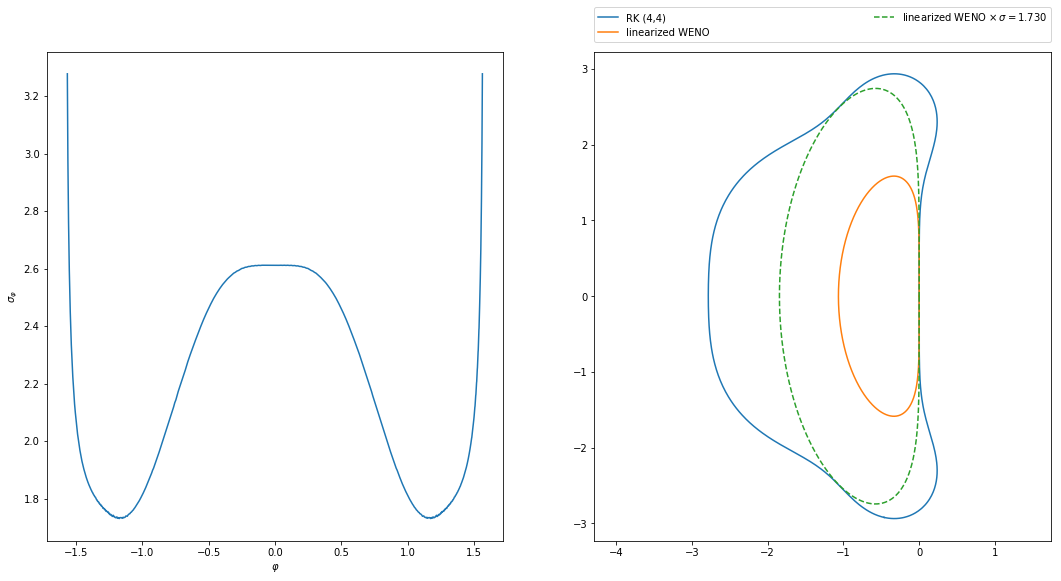 3.2
3.0
2.8
2.6
2.4
2.2
2.0
1.8
σφ
−1.5 −1.0 −0.5 0.0 0.5 1.0 1.5
φ
RK (4,4)
linearized WENO
linearized WENO × σ = 1.730
3
2
1
0
−1
−2
−3
−4 −3 −2 −1 0 1